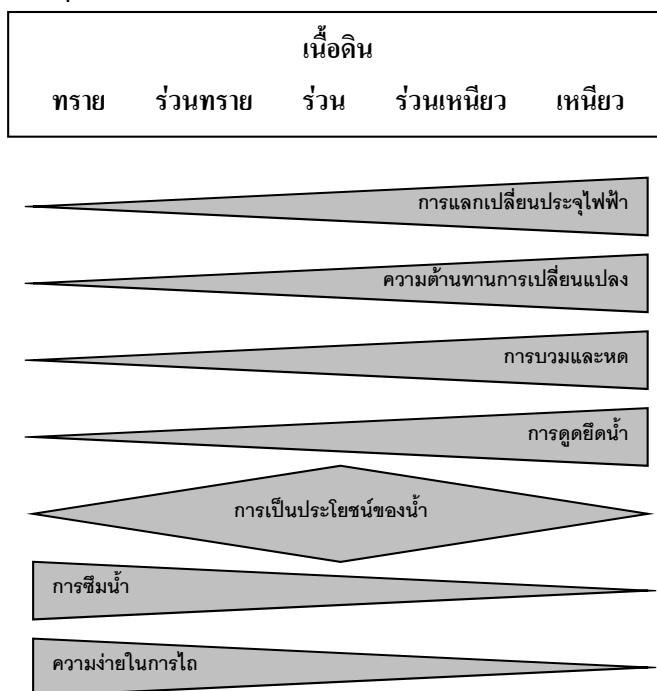 เนื้อดิน
ทราย ร่วนทราย ร่วน ร่วนเหนียว เหนียว
การแลกเปลี่ยนประจุไฟฟ้า
ความต้านทานการเปลี่ยนแปลง
การบวมและหด
การดูดยึดน้ำ
การเป็นประโยชน์ของน้ำ
การซึมน้ำ
ความง่ายในการไถ